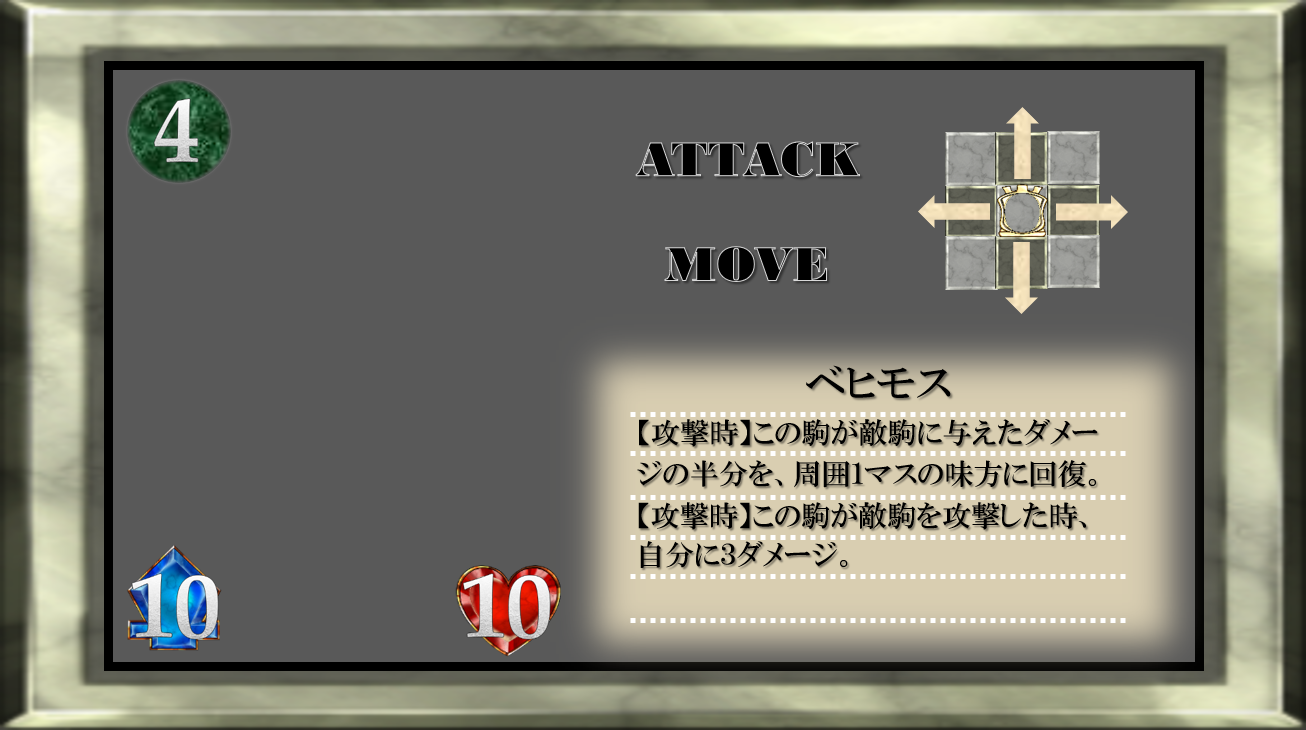 4
ATTACK
MOVE
ベヒモス
【攻撃時】この駒が敵駒に与えたダメー
ジの半分を、周囲1マスの味方に回復。
【攻撃時】この駒が敵駒を攻撃した時、
自分に3ダメージ。
10
10